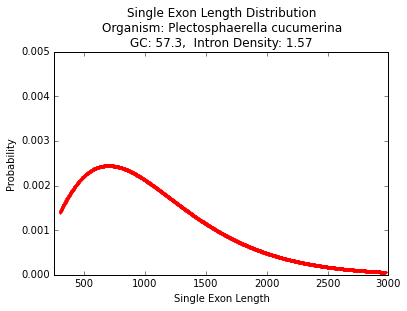 Single Exon Length Distribution
Organism: Plectosphaerella cucumerina
GC: 57.3,  Intron Density: 1.57
0.005
0.004
0.003
0.002
0.001
0.000
Probability
500 1000 1500 2000 2500 3000
Single Exon Length